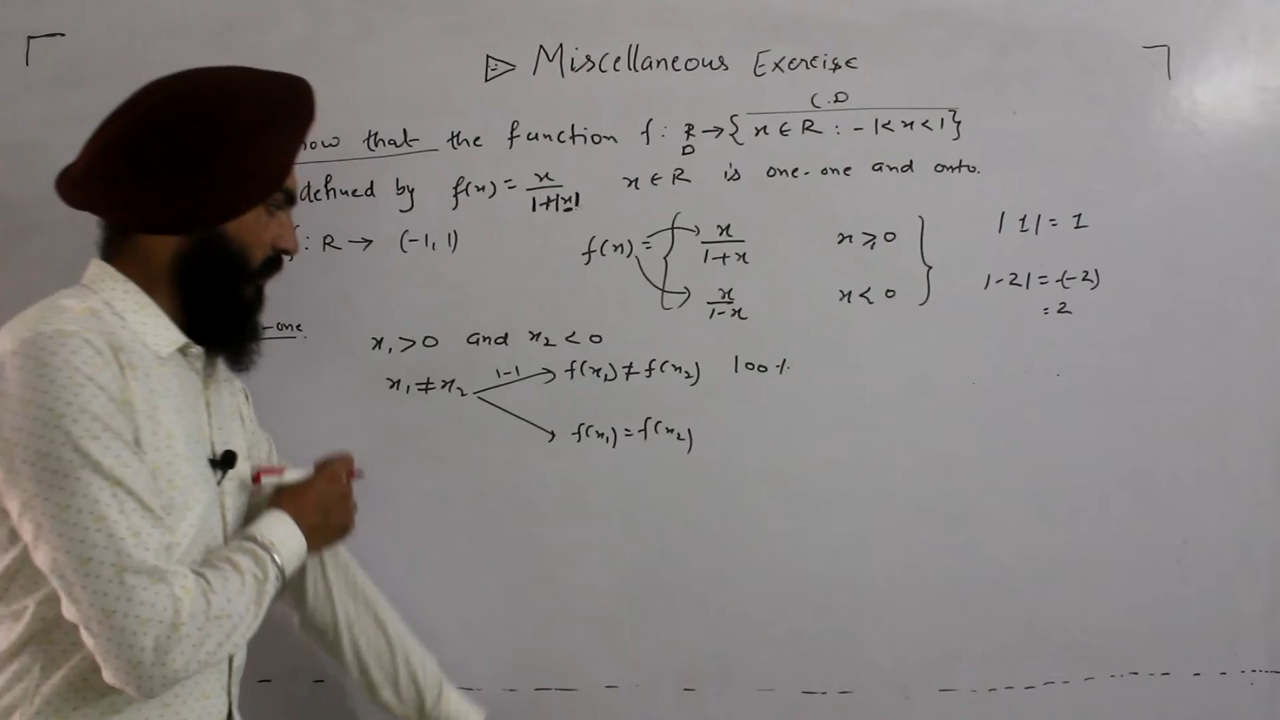 Miscellaneous Exercise
C.D
that the function f: R → { x ∈ R : -1 < x < 1 }
D
defined by f(x) = x/1+|x| x ∈ R is one-one and onto.
: R → (-1, 1)
f(x) = { x/1+x x ≥ 0
x/1-x x < 0 }
|1| = 1
|-2| = -(-2)
= 2
-one.
x₁ > 0 and x₂ < 0
x₁ ≠ x₂ 1-1 f(x₁) ≠ f(x₂) 100%
f(x₁) = f(x₂)